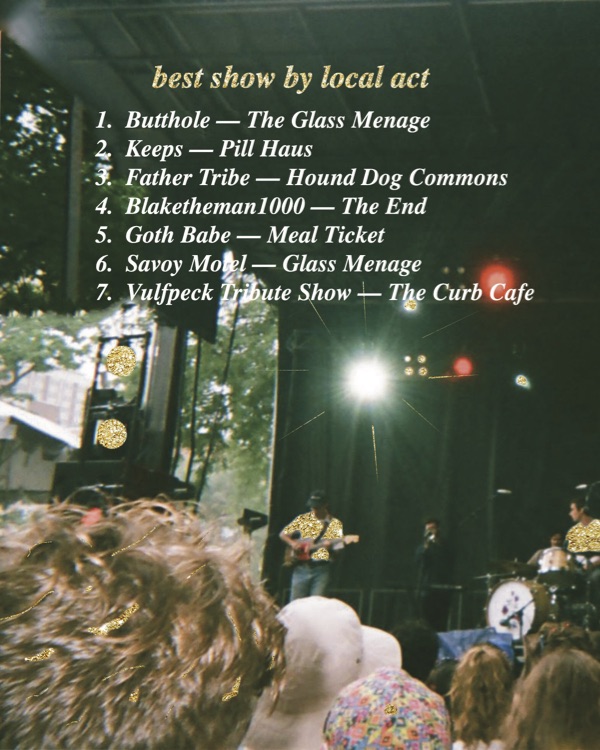 best show by local act
1. Butthole — The Glass Menage
2. Keeps — Pill Haus
3. Father Tribe — Hound Dog Commons
4. Blaketheman1000 — The End
5. Goth Babe — Meal Ticket
6. Savoy Motel — Glass Menage
7. Vulfpeck Tribute Show — The Curb Cafe